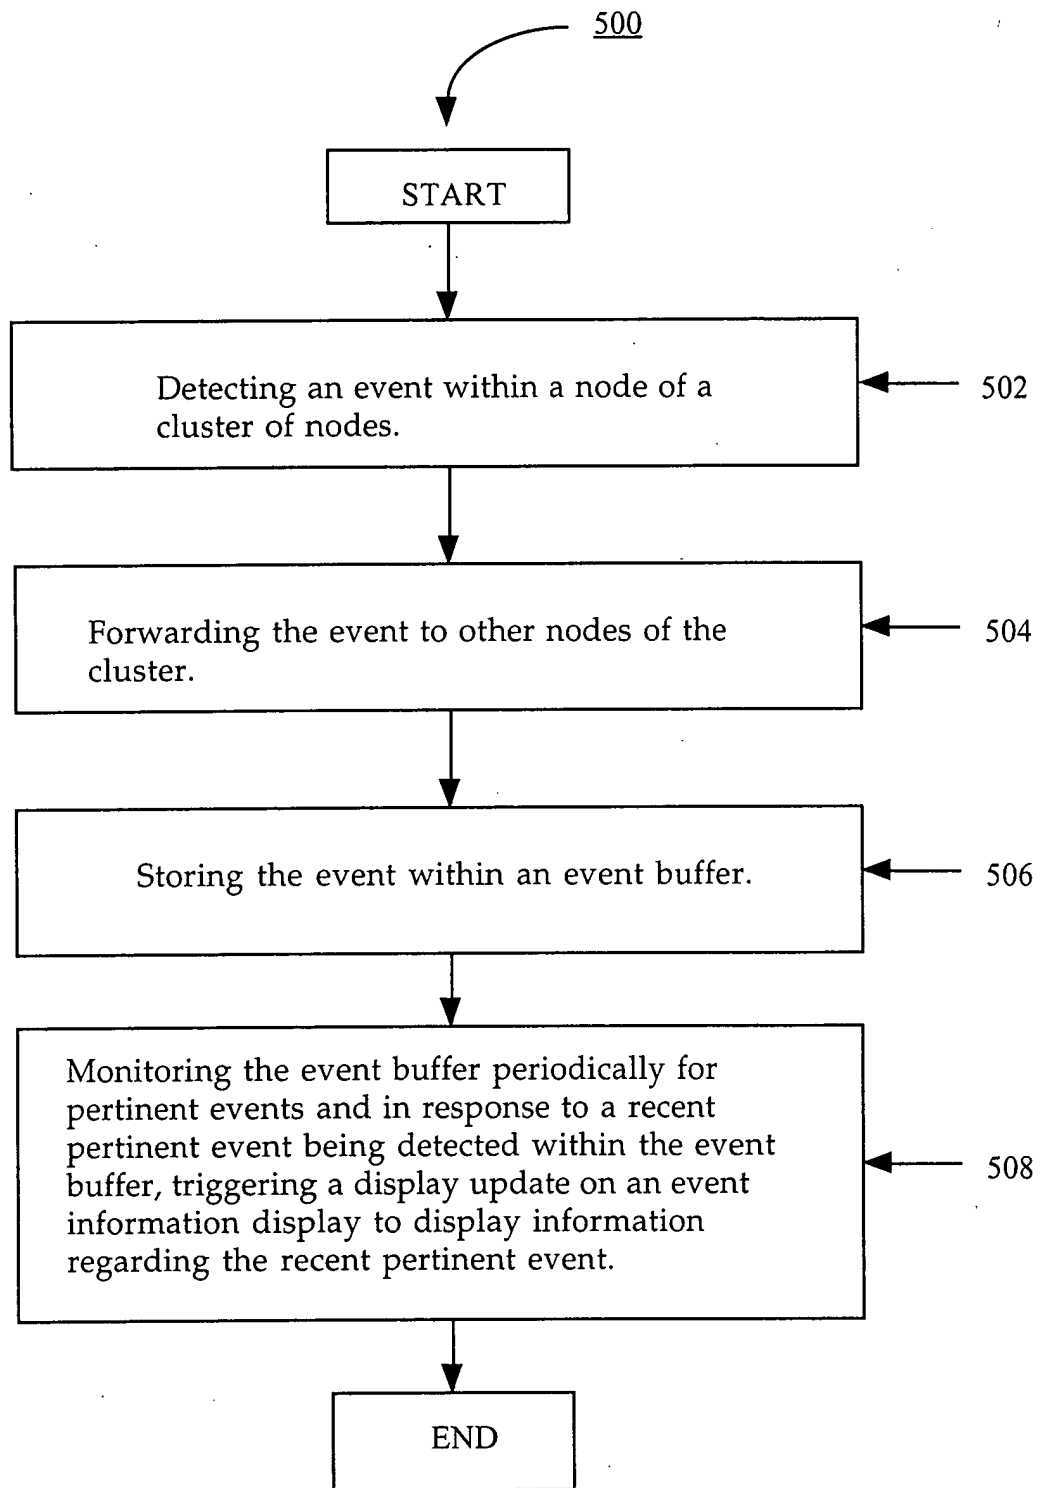 500
START
Detecting an event within a node of a
cluster of nodes.
502
Forwarding the event to other nodes of the
cluster.
504
Storing the event within an event buffer.
506
Monitoring the event buffer periodically for
pertinent events and in response to a recent
pertinent event being detected within the event
buffer, triggering a display update on an event
information display to display information
regarding the recent pertinent event.
508
END